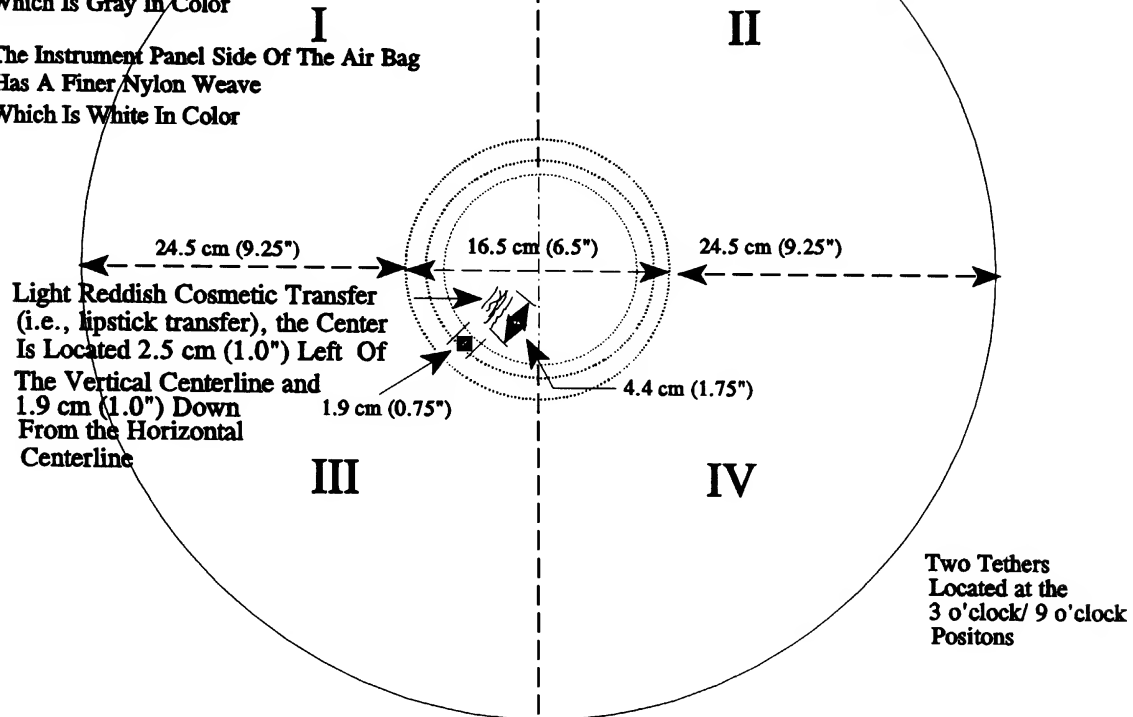 Which Is Gray In Color
I
II
The Instrument Panel Side Of The Air Bag
Has A Finer Nylon Weave
Which Is White In Color
24.5 cm (9.25")
16.5 cm (6.5")
24.5 cm (9.25")
Light Reddish Cosmetic Transfer
(i.e., lipstick transfer), the Center
Is Located 2.5 cm (1.0") Left Of
The Vertical Centerline and
1.9 cm (1.0") Down
From the Horizontal
Centerline
1.9 cm (0.75")
4.4 cm (1.75")
III
IV
Two Tethers
Located at the
3 o'clock/ 9 o'clock
Positons